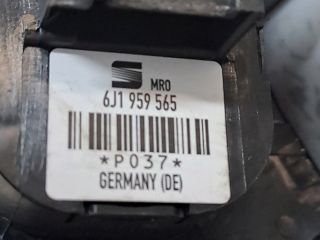 MRO
6J1 959 565
*P037*
GERMANY (DE)